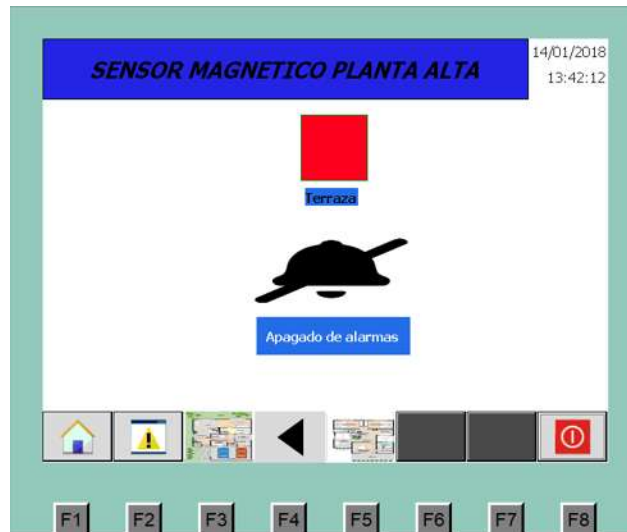 SENSOR MAGNETICO PLANTA ALTA
14/01/2018
13:42:12
Terraza
Apagado de alarmas
F1 F2 F3 F4 F5 F6 F7 F8